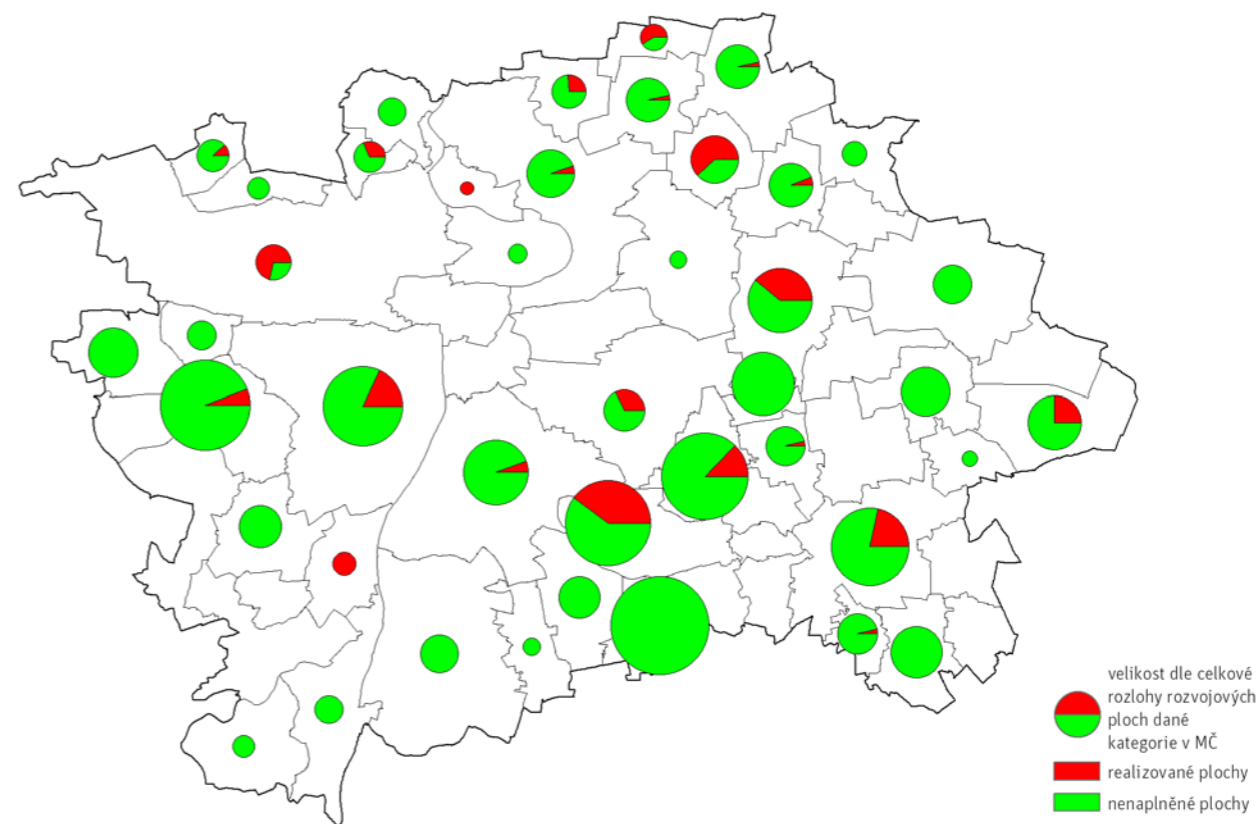 velikost dle celkové
rozlohy rozvojových
ploch dané
kategorie v MČ
realizované plochy
nenaplněné plochy